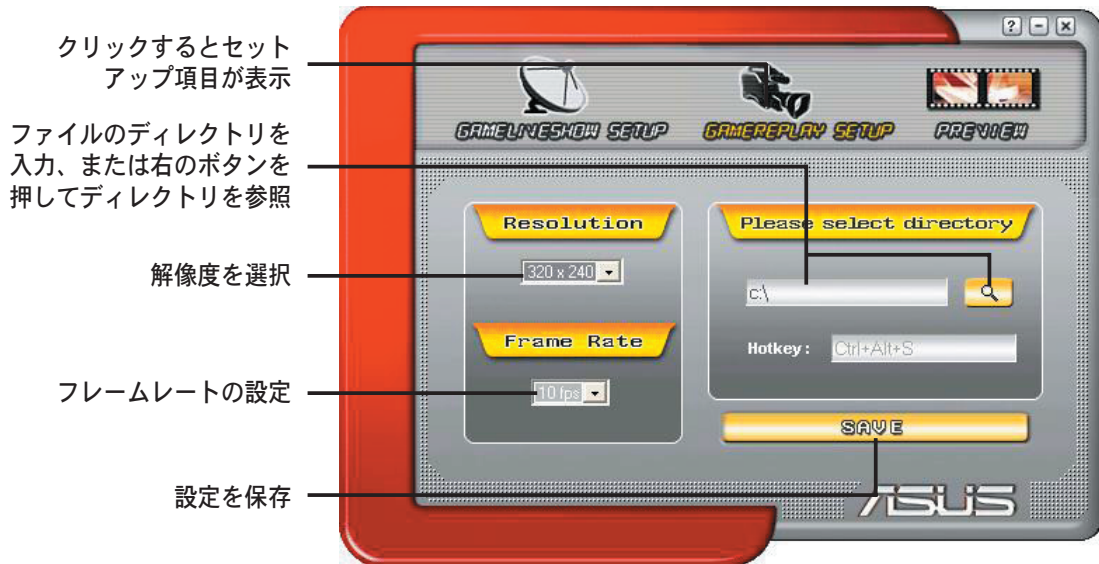 クリックするとセット
アップ項目が表示
ファイルのディレクトリを
入力、または右のボタンを
押してディレクトリを参照
解像度を選択
フレームレートの設定
設定を保存
? - ×
GAMELIVESHOW SETUP
GAMEREPLAY SETUP
PREVIEW
Resolution
320 x 240
Frame Rate
10 fps
Please select directory
c:\
Hotkey: Ctrl+Alt+S
SAVE
ASUS